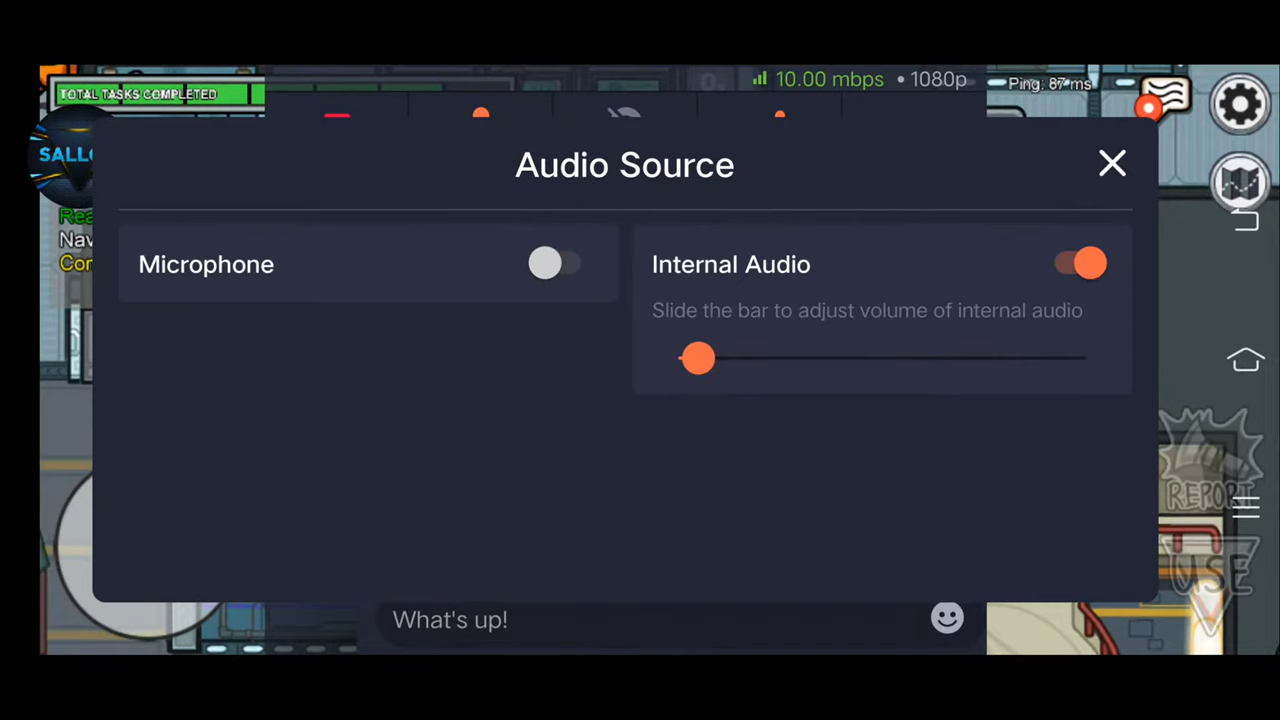 10.00 mbps • 1080p
Ping: 87 ms
TOTAL TASKS COMPLETED
Audio Source
Nav
Microphone
Internal Audio
Slide the bar to adjust volume of internal audio
REPORT
USE
What's up!